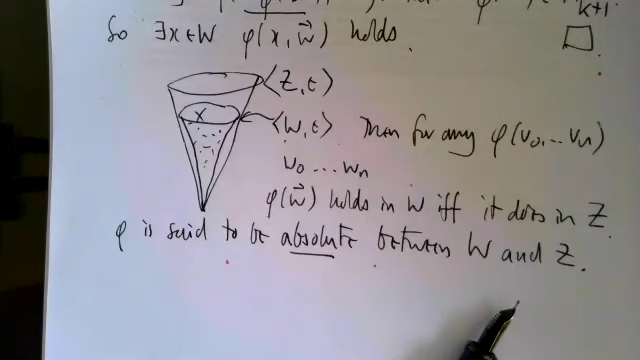 So ∃x∈W φ(x, w⃗) holds. □
⟨Z, ε⟩
x ⟨W, ε⟩ Then for any φ(v₀, ... vₙ)
w₀ ... wₙ
φ(w⃗) holds in W iff it does in Z.
φ is said to be absolute between W and Z.